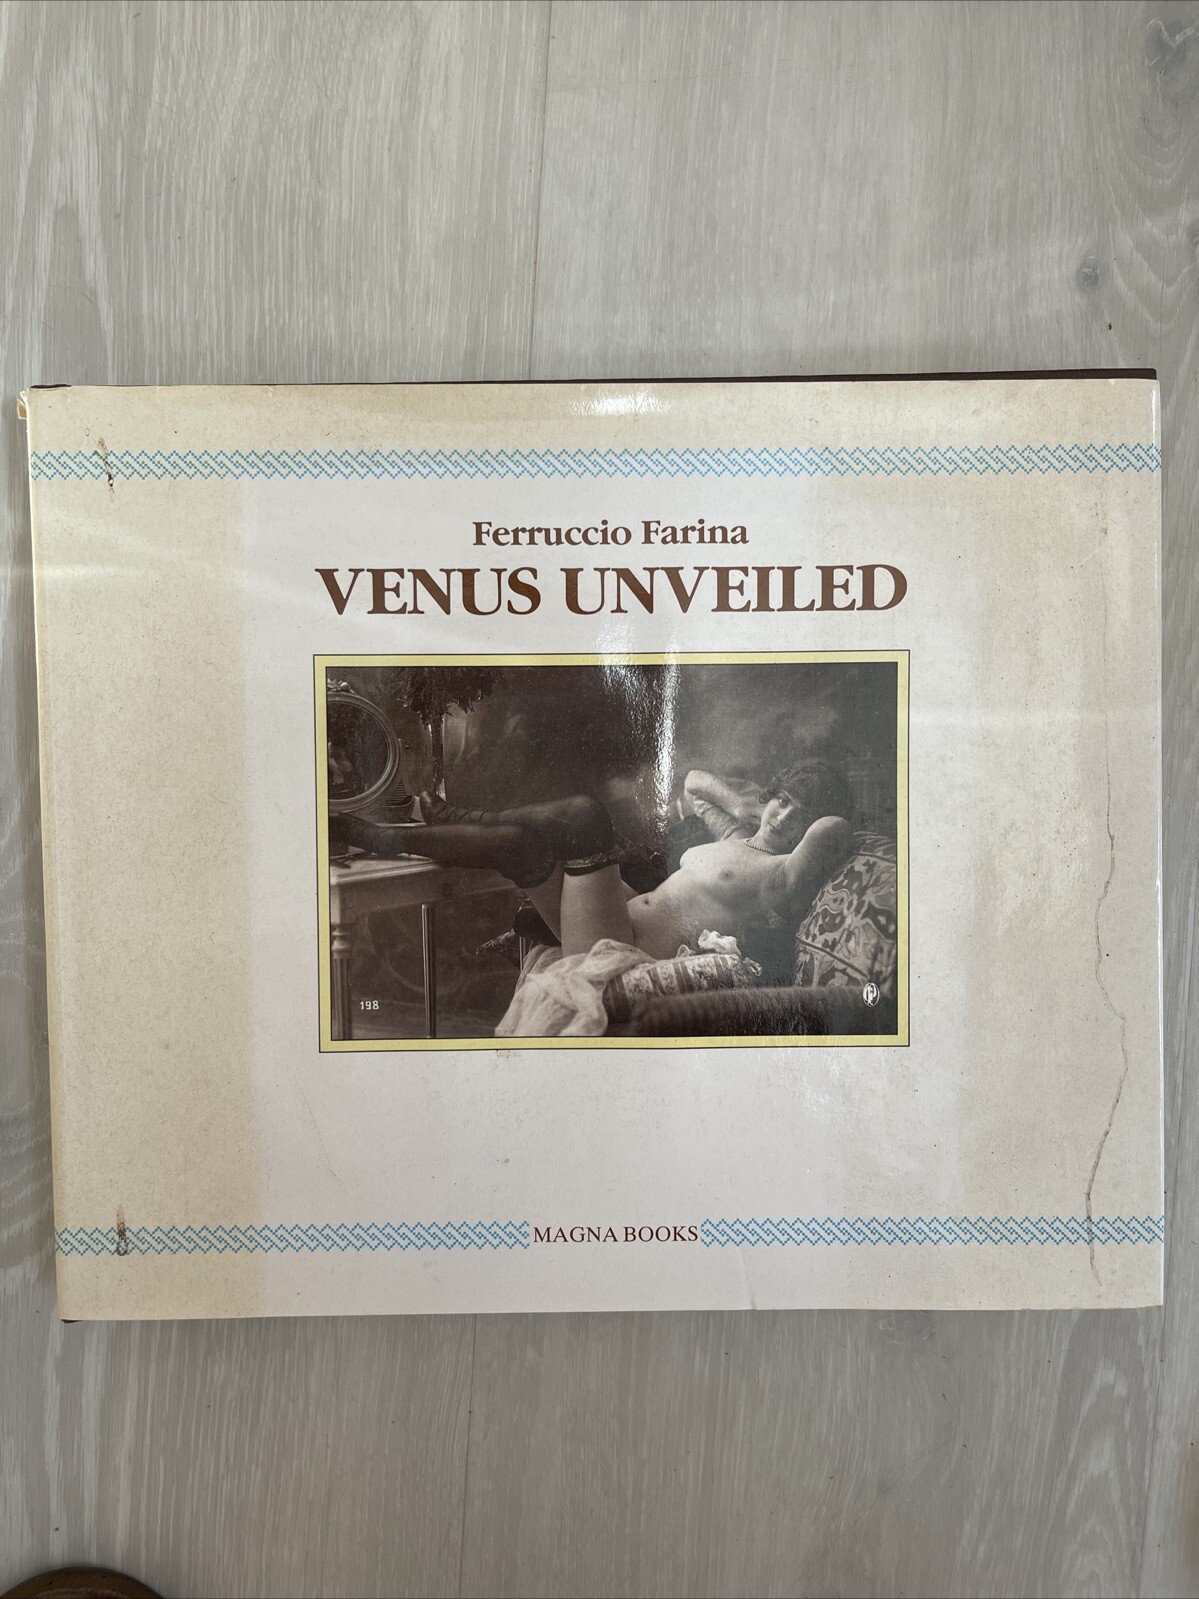 Ferruccio Farina
VENUS UNVEILED
198
MAGNA BOOKS